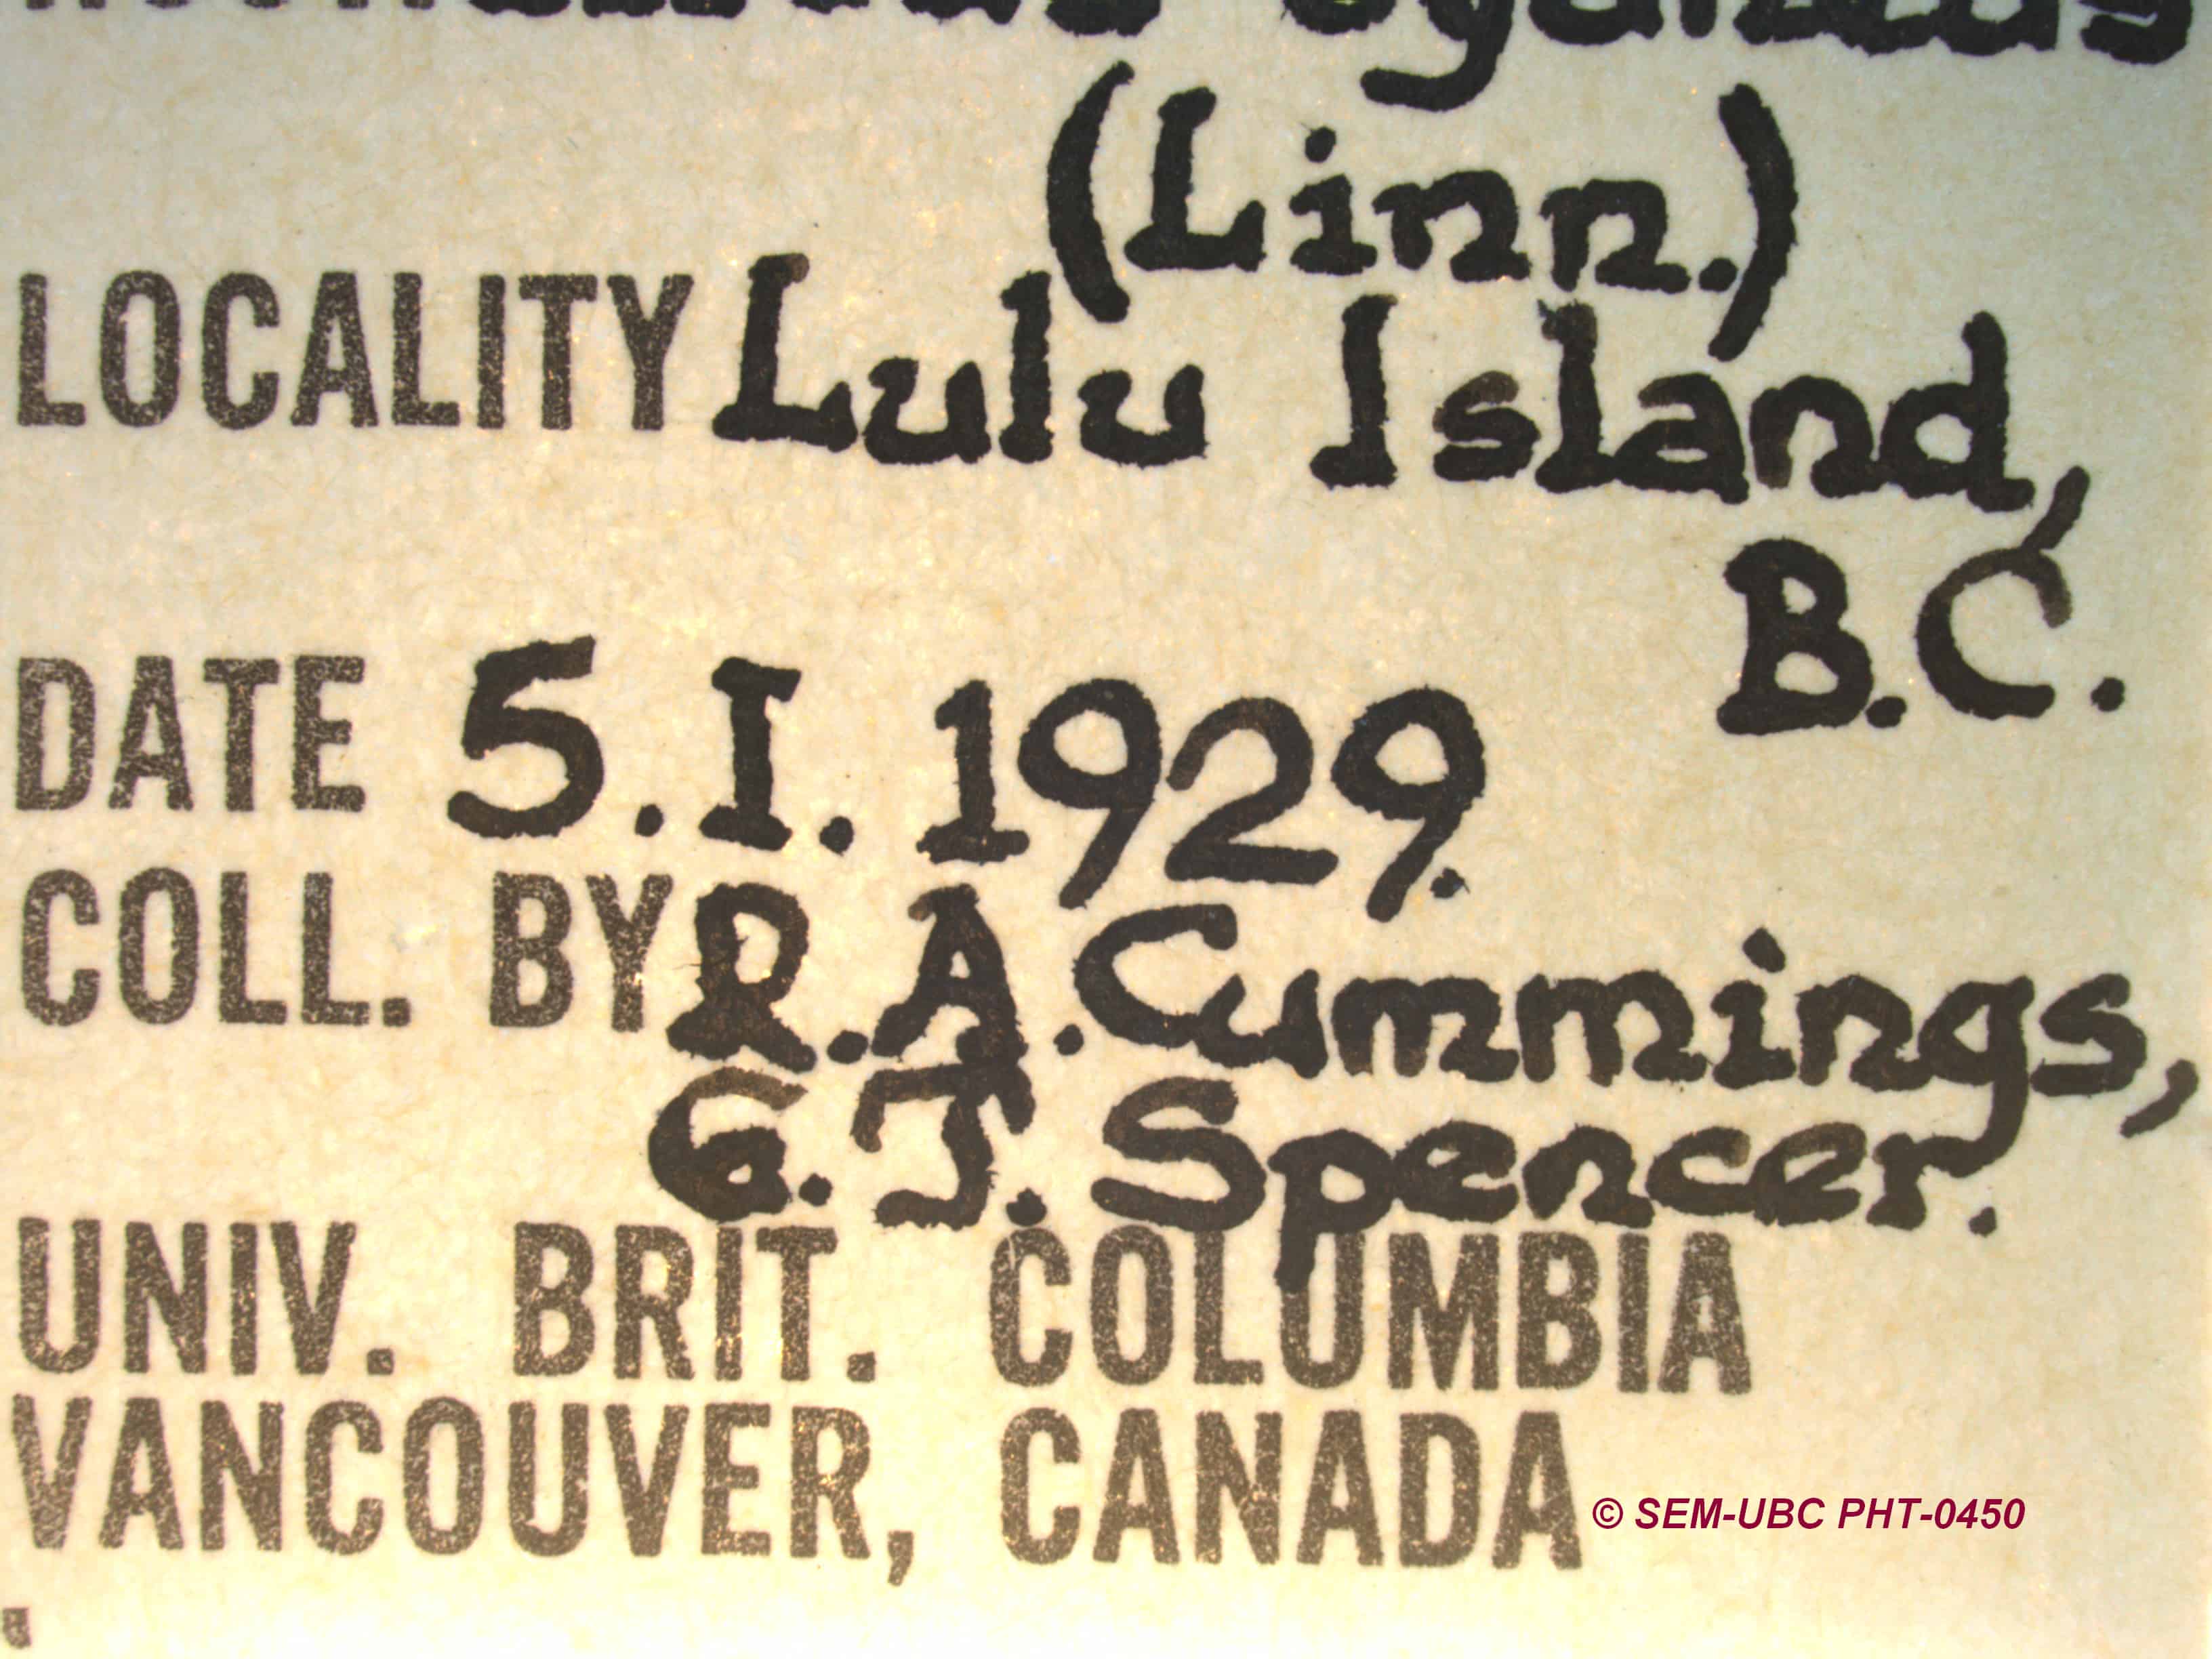 cyaneus
(Linn.)
LOCALITY Lulu Island,
B.C.
DATE 5.I.1929.
COLL. BY R.A.Cummings,
G.J.Spencer.
UNIV. BRIT. COLUMBIA
VANCOUVER, CANADA
© SEM-UBC PHT-0450